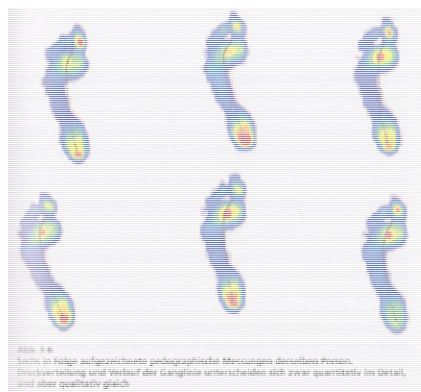 Abb. 3-6
Sechs in Folge aufgezeichnete pedographische Messungen derselben Person.
Druckverteilung und Verlauf der Ganglinie unterscheiden sich zwar quantitativ im Detail,
sind aber qualitativ gleich